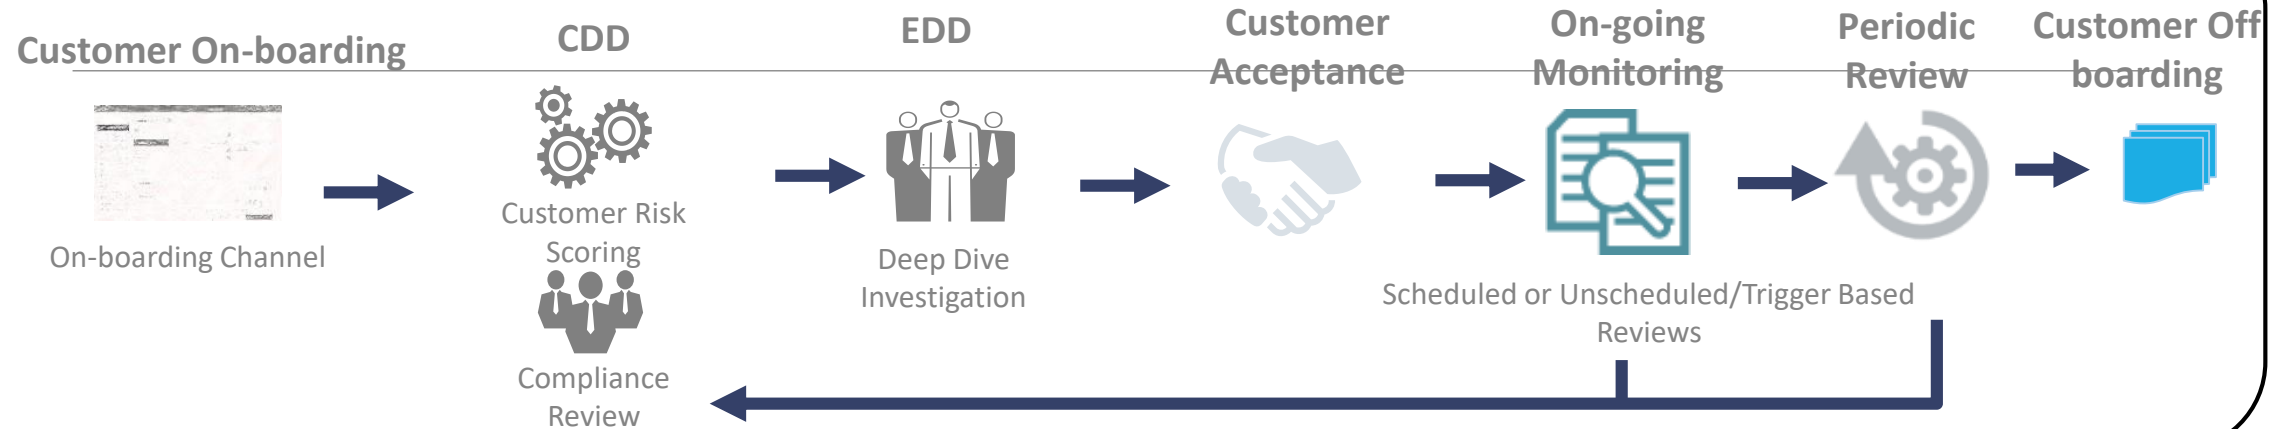 Customer On-boarding
CDD
EDD
Customer
Acceptance
On-going
Monitoring
Periodic
Review
Customer Off
boarding
On-boarding Channel
Customer Risk
Scoring
Compliance
Review
Deep Dive
Investigation
Scheduled or Unscheduled/Trigger Based
Reviews